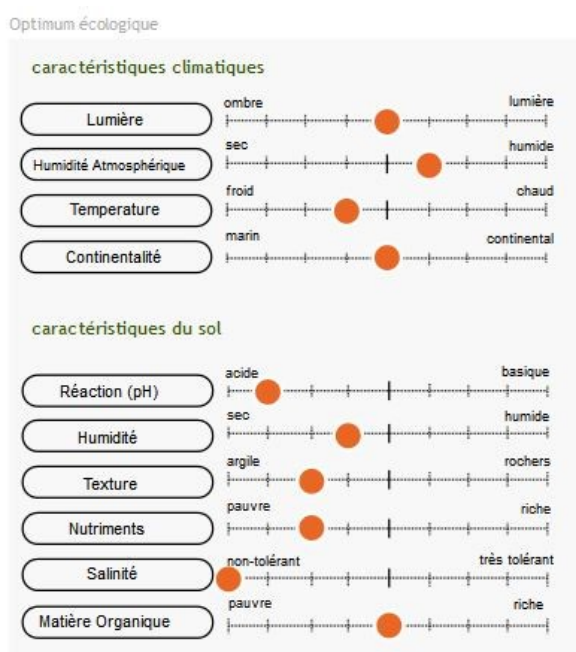 Optimum écologique
caractéristiques climatiques
ombre lumière
Lumière
sec humide
Humidité Atmosphérique
froid chaud
Temperature
marin continental
Continentalité
caractéristiques du sol
acide basique
Réaction (pH)
sec humide
Humidité
argile rochers
Texture
pauvre riche
Nutriments
non-tolérant très tolérant
Salinité
pauvre riche
Matière Organique